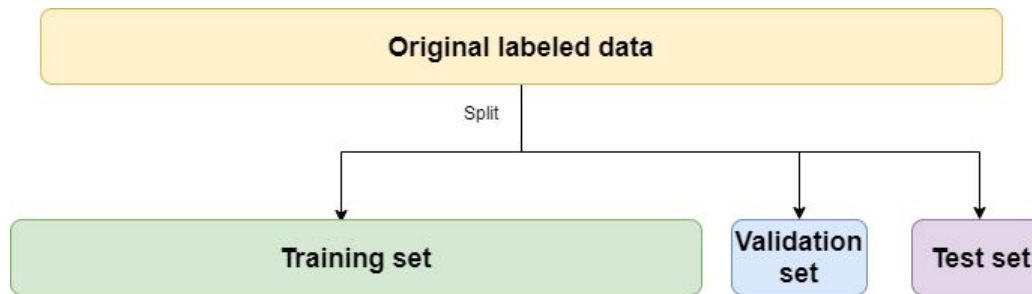 Original labeled data
Split
Training set
Validation
set
Test set